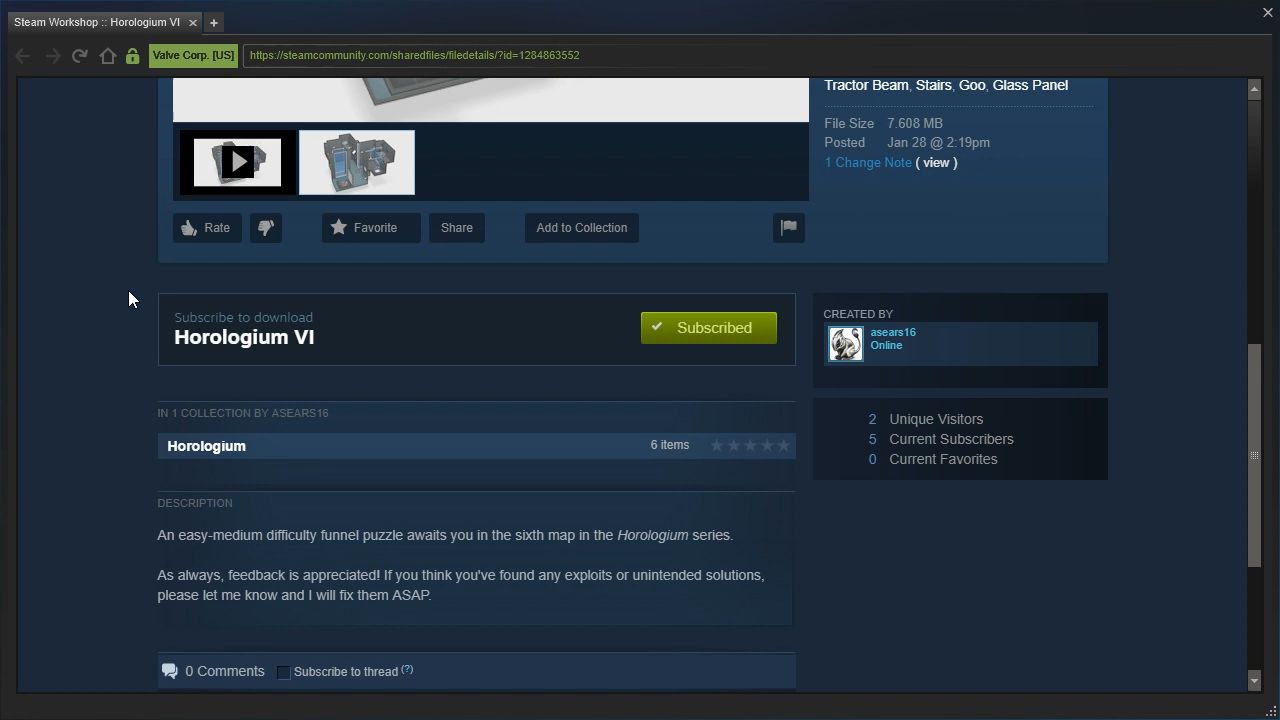 Steam Workshop :: Horologium VI
Valve Corp. [US]
https://steamcommunity.com/sharedfiles/filedetails/?id=1284863552
Tractor Beam, Stairs, Goo, Glass Panel
File Size 7.608 MB
Posted Jan 28 @ 2:19pm
1 Change Note ( view )
Rate
Favorite
Share
Add to Collection
Subscribe to download
Horologium VI
Subscribed
CREATED BY
asears16
Online
2 Unique Visitors
5 Current Subscribers
0 Current Favorites
IN 1 COLLECTION BY ASEARS16
Horologium 6 items
DESCRIPTION
An easy-medium difficulty funnel puzzle awaits you in the sixth map in the Horologium series.
As always, feedback is appreciated! If you think you've found any exploits or unintended solutions,
please let me know and I will fix them ASAP.
0 Comments Subscribe to thread (?)